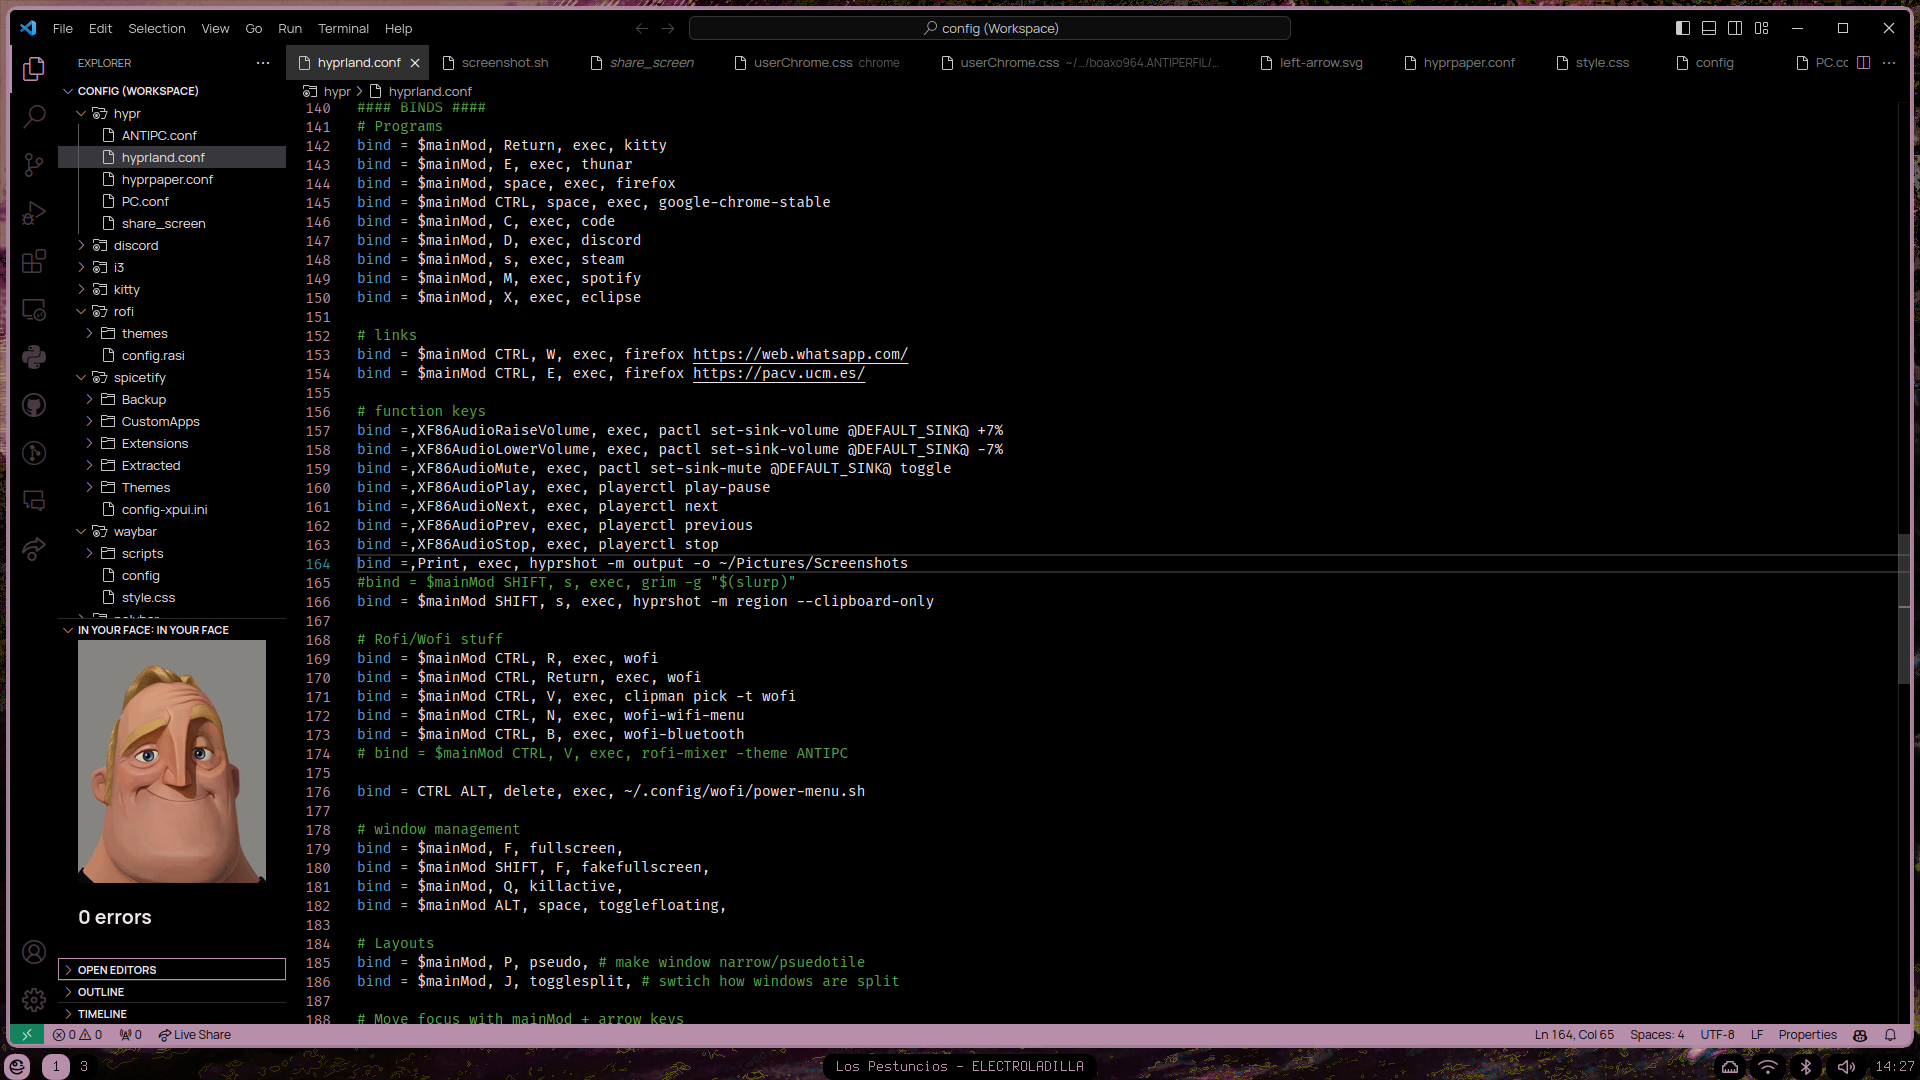 File Edit Selection View Go Run Terminal Help
config (Workspace)
EXPLORER
hyprland.conf
screenshot.sh
share_screen
userChrome.css chrome
userChrome.css ~/.../boaxo964.ANTIPERFIL/...
left-arrow.svg
hyprpaper.conf
style.css
config
PC.cc
CONFIG (WORKSPACE)
hypr
ANTIPC.conf
hyprland.conf
hyprpaper.conf
PC.conf
share_screen
discord
i3
kitty
rofi
themes
config.rasi
spicetify
Backup
CustomApps
Extensions
Extracted
Themes
config-xpui.ini
waybar
scripts
config
style.css
IN YOUR FACE: IN YOUR FACE
0 errors
OPEN EDITORS
OUTLINE
TIMELINE
hypr > hyprland.conf
140 #### BINDS ####
141 # Programs
142 bind = $mainMod, Return, exec, kitty
143 bind = $mainMod, E, exec, thunar
144 bind = $mainMod, space, exec, firefox
145 bind = $mainMod CTRL, space, exec, google-chrome-stable
146 bind = $mainMod, C, exec, code
147 bind = $mainMod, D, exec, discord
148 bind = $mainMod, s, exec, steam
149 bind = $mainMod, M, exec, spotify
150 bind = $mainMod, X, exec, eclipse
151
152 # links
153 bind = $mainMod CTRL, W, exec, firefox https://web.whatsapp.com/
154 bind = $mainMod CTRL, E, exec, firefox https://pacv.ucm.es/
155
156 # function keys
157 bind =,XF86AudioRaiseVolume, exec, pactl set-sink-volume @DEFAULT_SINK@ +7%
158 bind =,XF86AudioLowerVolume, exec, pactl set-sink-volume @DEFAULT_SINK@ -7%
159 bind =,XF86AudioMute, exec, pactl set-sink-mute @DEFAULT_SINK@ toggle
160 bind =,XF86AudioPlay, exec, playerctl play-pause
161 bind =,XF86AudioNext, exec, playerctl next
162 bind =,XF86AudioPrev, exec, playerctl previous
163 bind =,XF86AudioStop, exec, playerctl stop
164 bind =,Print, exec, hyprshot -m output -o ~/Pictures/Screenshots
165 #bind = $mainMod SHIFT, s, exec, grim -g "$(slurp)"
166 bind = $mainMod SHIFT, s, exec, hyprshot -m region --clipboard-only
167
168 # Rofi/Wofi stuff
169 bind = $mainMod CTRL, R, exec, wofi
170 bind = $mainMod CTRL, Return, exec, wofi
171 bind = $mainMod CTRL, V, exec, clipman pick -t wofi
172 bind = $mainMod CTRL, N, exec, wofi-wifi-menu
173 bind = $mainMod CTRL, B, exec, wofi-bluetooth
174 # bind = $mainMod CTRL, V, exec, rofi-mixer -theme ANTIPC
175
176 bind = CTRL ALT, delete, exec, ~/.config/wofi/power-menu.sh
177
178 # window management
179 bind = $mainMod, F, fullscreen,
180 bind = $mainMod SHIFT, F, fakefullscreen,
181 bind = $mainMod, Q, killactive,
182 bind = $mainMod ALT, space, togglefloating,
183
184 # Layouts
185 bind = $mainMod, P, pseudo, # make window narrow/psuedotile
186 bind = $mainMod, J, togglesplit, # swtich how windows are split
187
188 # Move focus with mainMod + arrow keys
0 0 0 Live Share
Ln 164, Col 65 Spaces: 4 UTF-8 LF Properties
1 3
Los Pestuncios - ELECTROLADILLA
14:27